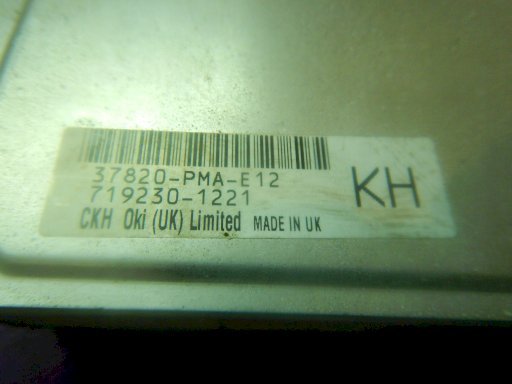 37820-PMA-E12
719230-1221
KH
CKH Oki (UK) Limited MADE IN UK